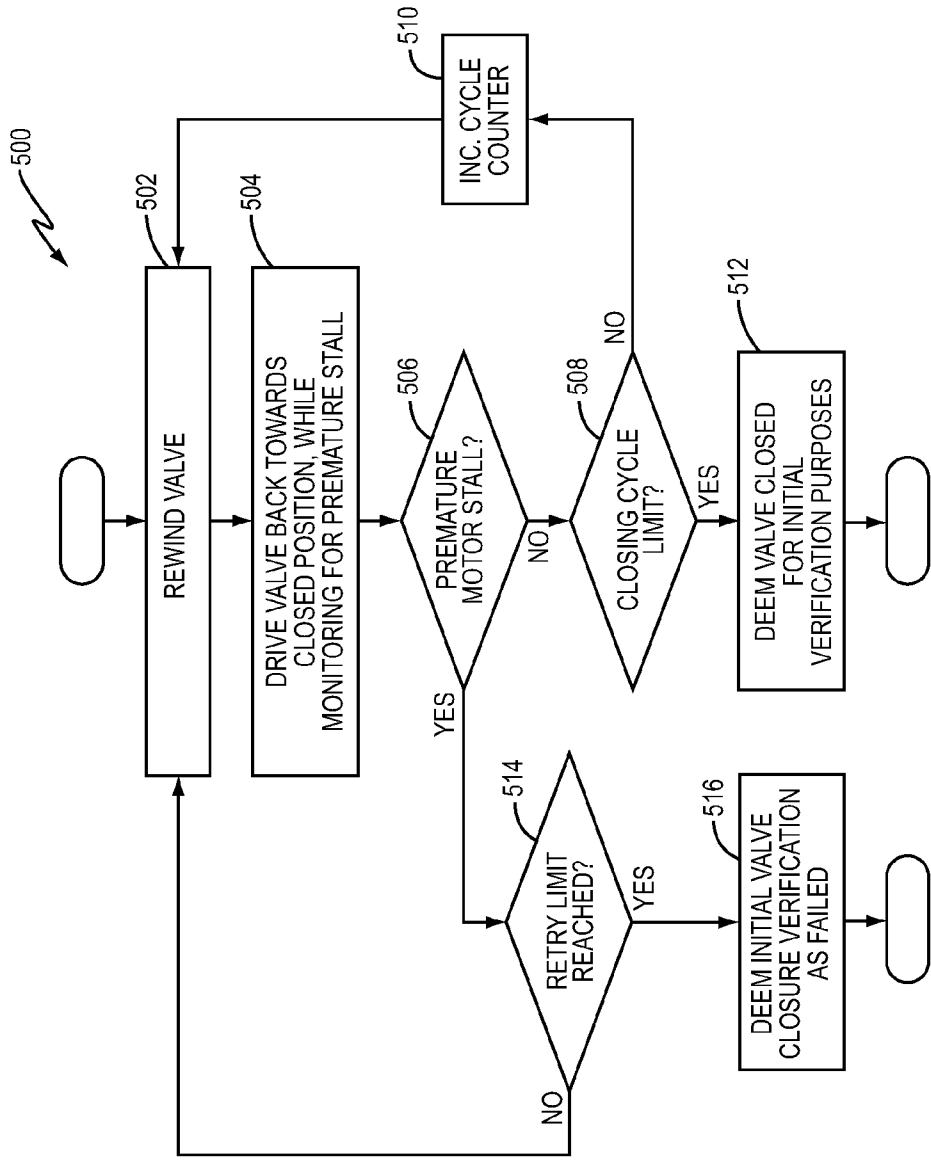 500
502
REWIND VALVE
504
DRIVE VALVE BACK TOWARDS
CLOSED POSITION, WHILE
MONITORING FOR PREMATURE STALL
506
PREMATURE
MOTOR STALL?
YES
NO
508
CLOSING CYCLE
LIMIT?
NO
YES
510
INC. CYCLE
COUNTER
512
DEEM VALVE CLOSED
FOR INITIAL
VERIFICATION PURPOSES
514
RETRY LIMIT
REACHED?
NO
YES
516
DEEM INITIAL VALVE
CLOSURE VERIFICATION
AS FAILED